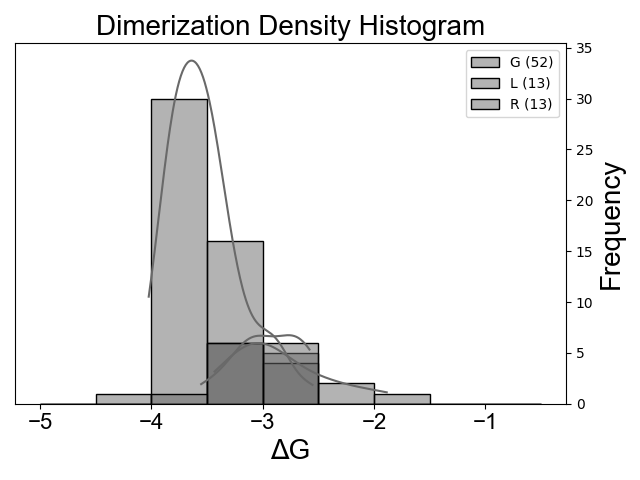 Dimerization Density Histogram
G (52)
L (13)
R (13)
35
30
25
20
15
10
5
0
Frequency
−5 −4 −3 −2 −1
ΔG